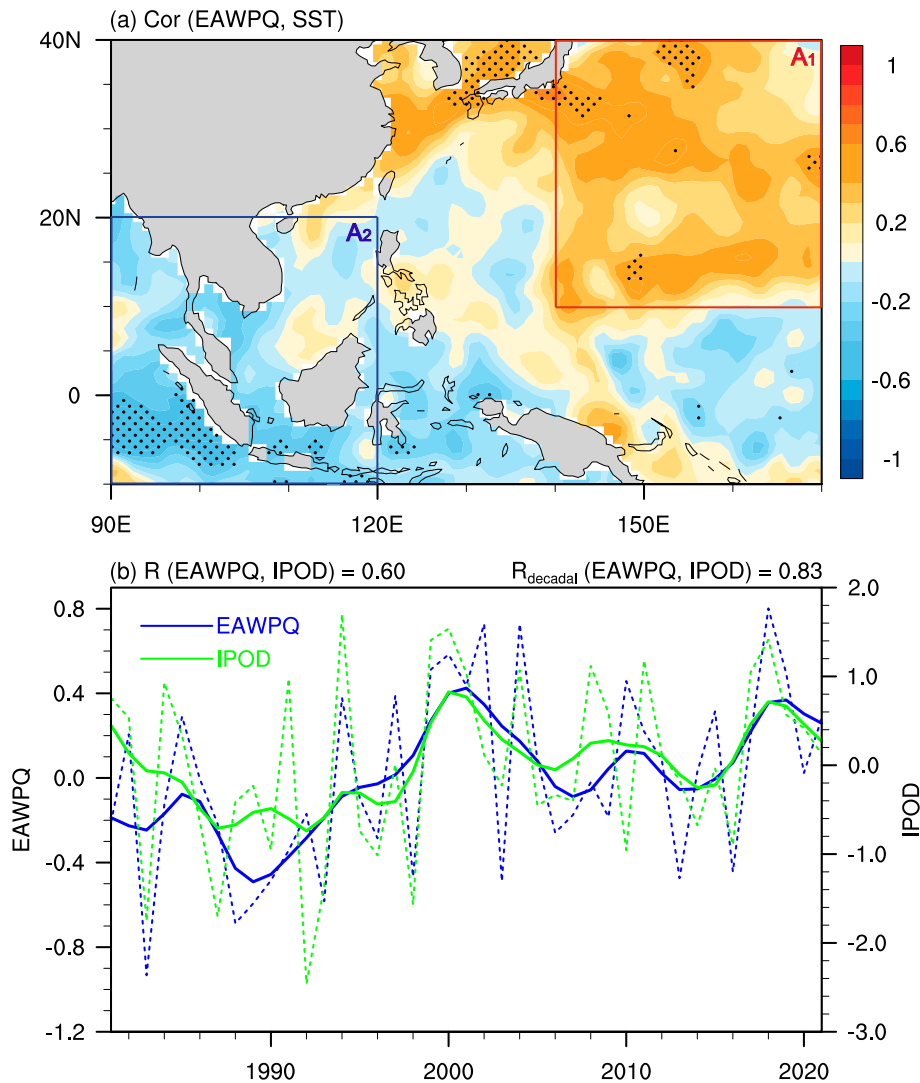 (a) Cor (EAWPQ, SST)
40N
20N
0
90E
120E
150E
A1
A2
1
0.6
0.2
-0.2
-0.6
-1
(b) R (EAWPQ, IPOD) = 0.60
Rdecadal (EAWPQ, IPOD) = 0.83
EAWPQ
IPOD
0.8
0.4
0.0
-0.4
-0.8
-1.2
EAWPQ
2.0
1.0
0.0
-1.0
-2.0
-3.0
IPOD
1990
2000
2010
2020